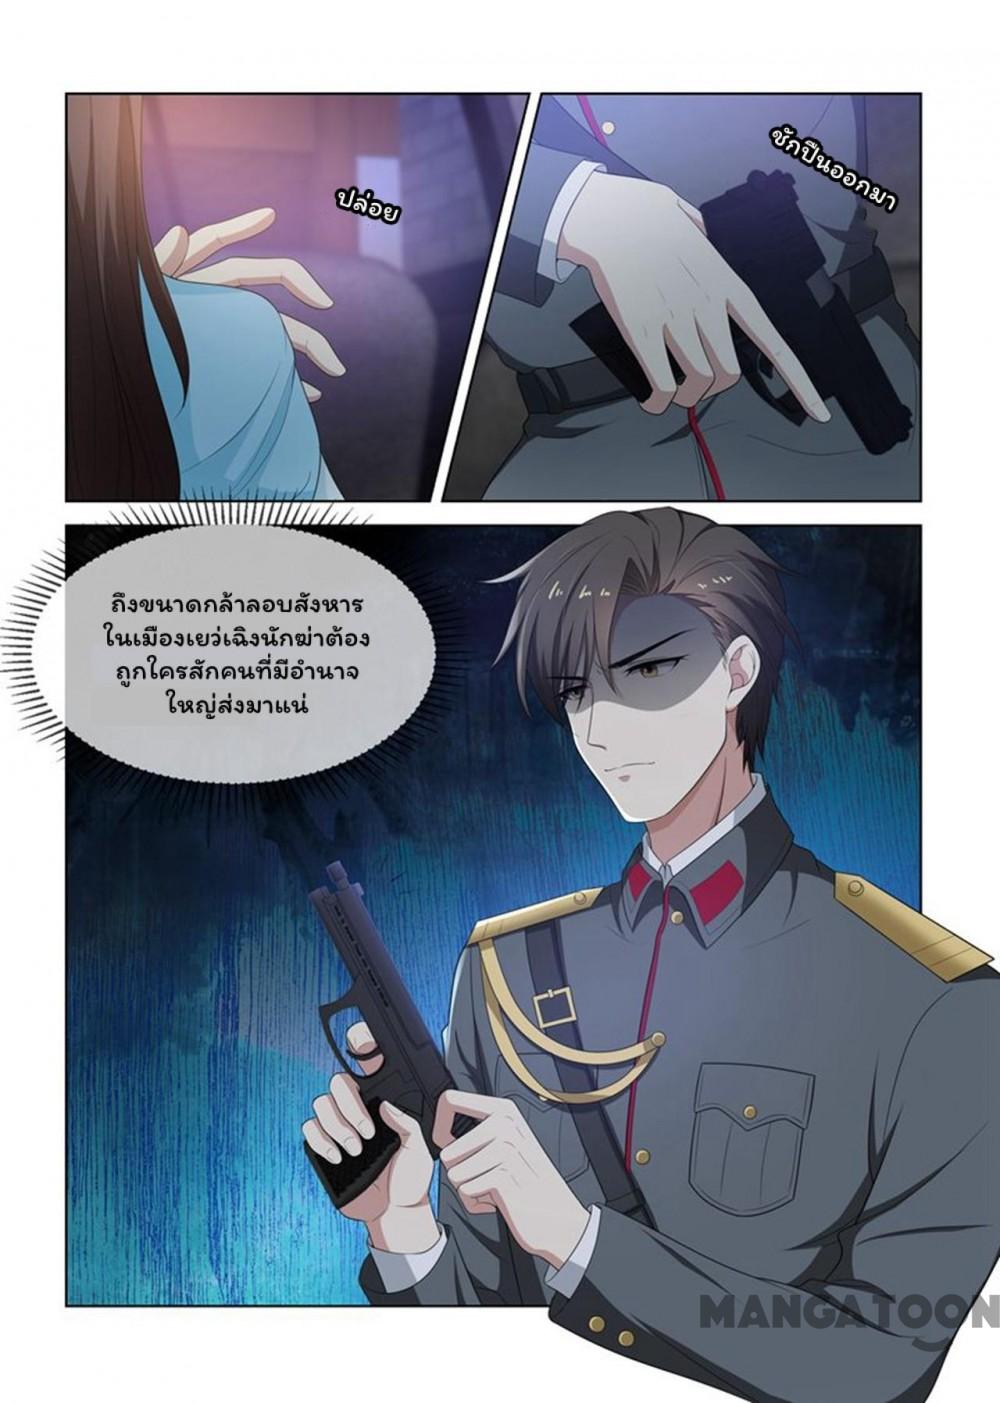 ปล่อย
ชักปืนออกมา
ถึงขนาดกล้าลอบสังหาร
ในเมืองเยว่เฉิงนักฆ่าต้อง
ถูกใครสักคนที่มีอำนาจ
ใหญ่ส่งมาแน่
MANGATOON